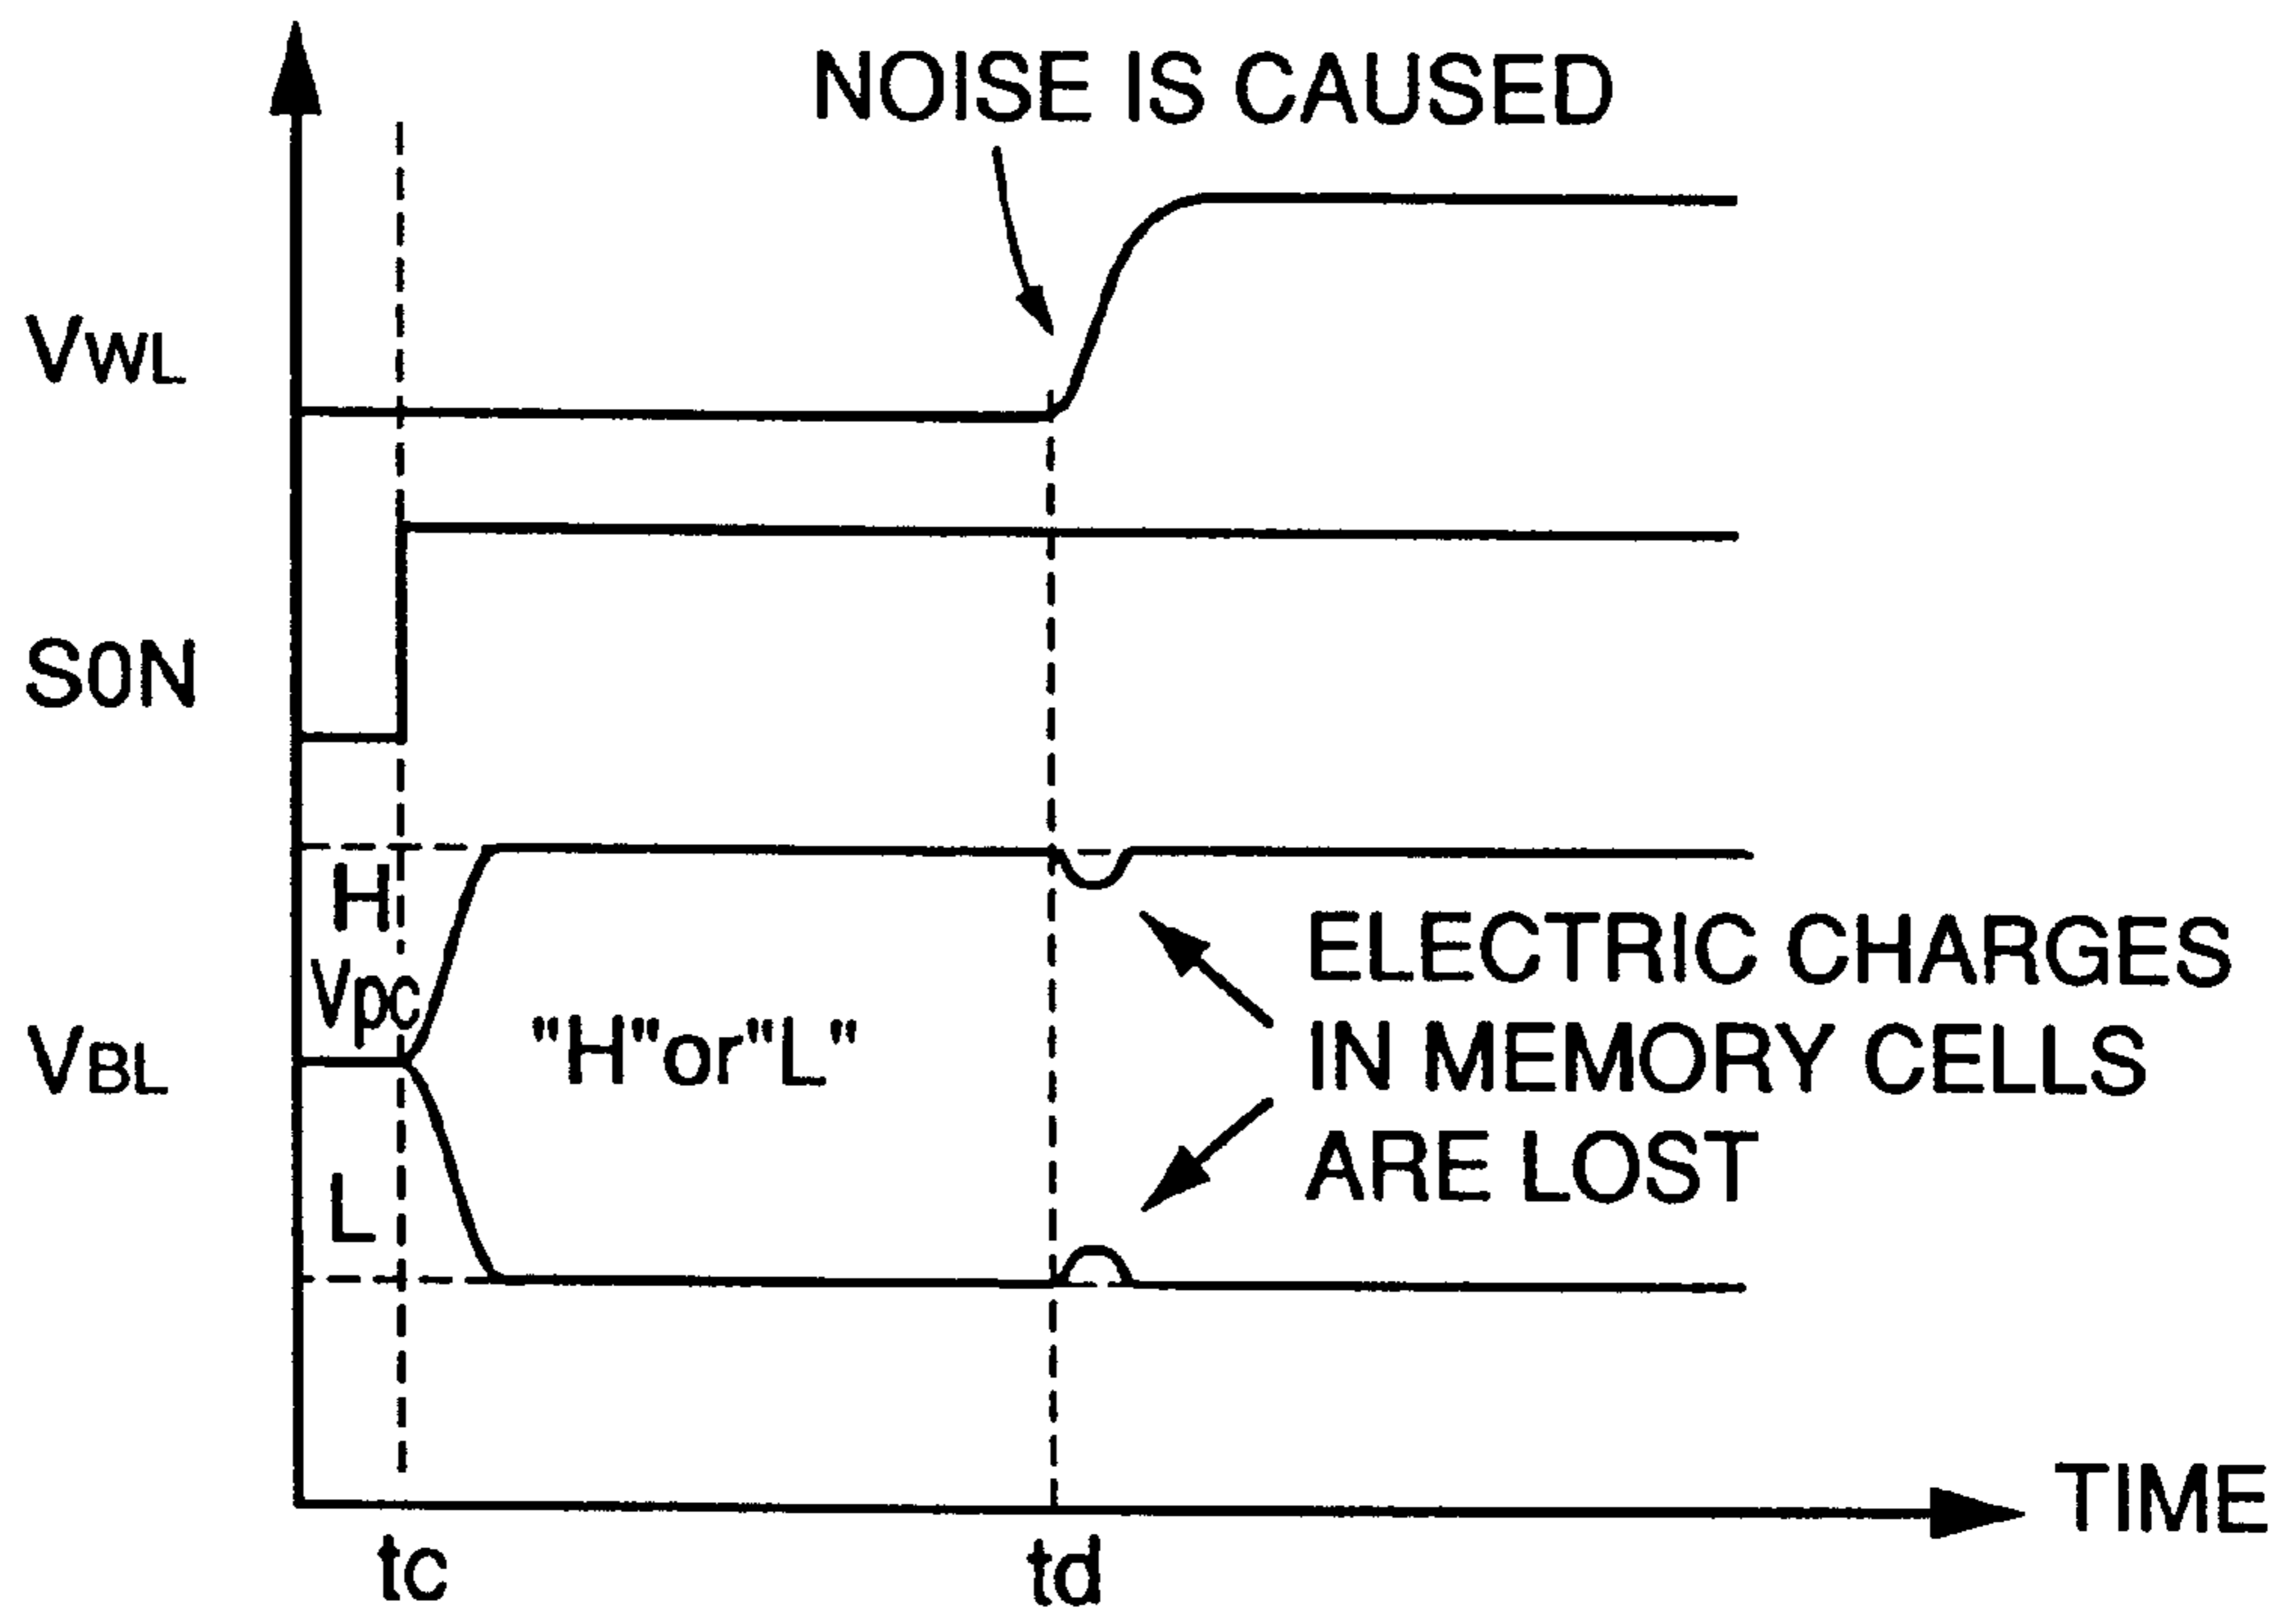 NOISE IS CAUSED
VWL
S0N
H
Vpc
VBL
"H"or"L"
L
ELECTRIC CHARGES
IN MEMORY CELLS
ARE LOST
TIME
tc
td